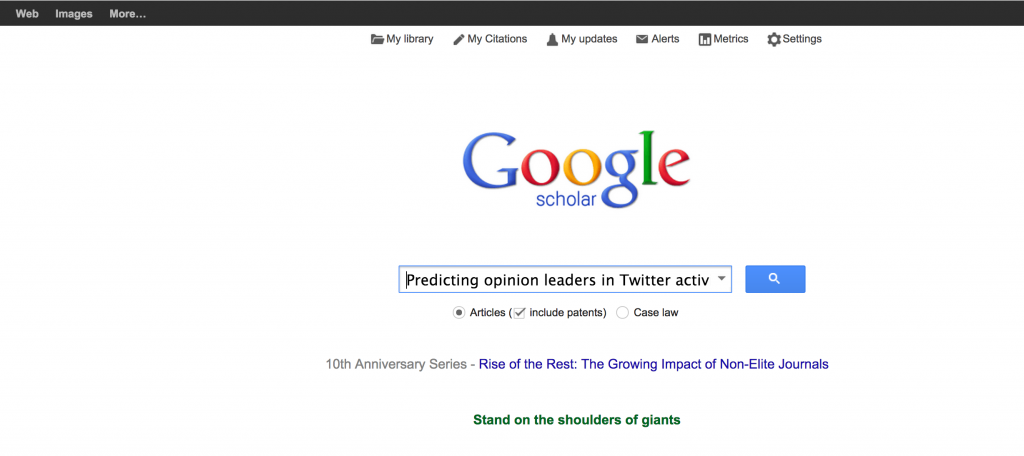 Web Images More...
My library My Citations My updates Alerts Metrics Settings
Google
scholar
Predicting opinion leaders in Twitter activ
Articles (include patents) Case law
10th Anniversary Series - Rise of the Rest: The Growing Impact of Non-Elite Journals
Stand on the shoulders of giants